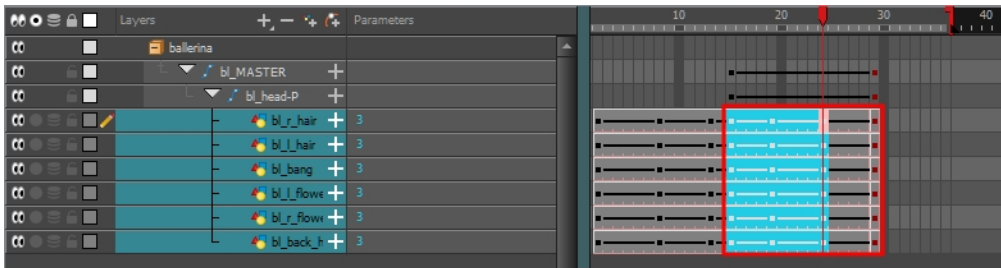 Layers Parameters 10 20 30 40
ballerina
bl_MASTER
bl_head-P
bl_r_hair 3
bl_l_hair 3
bl_bang 3
bl_l_flowe 3
bl_r_flowe 3
bl_back_h 3